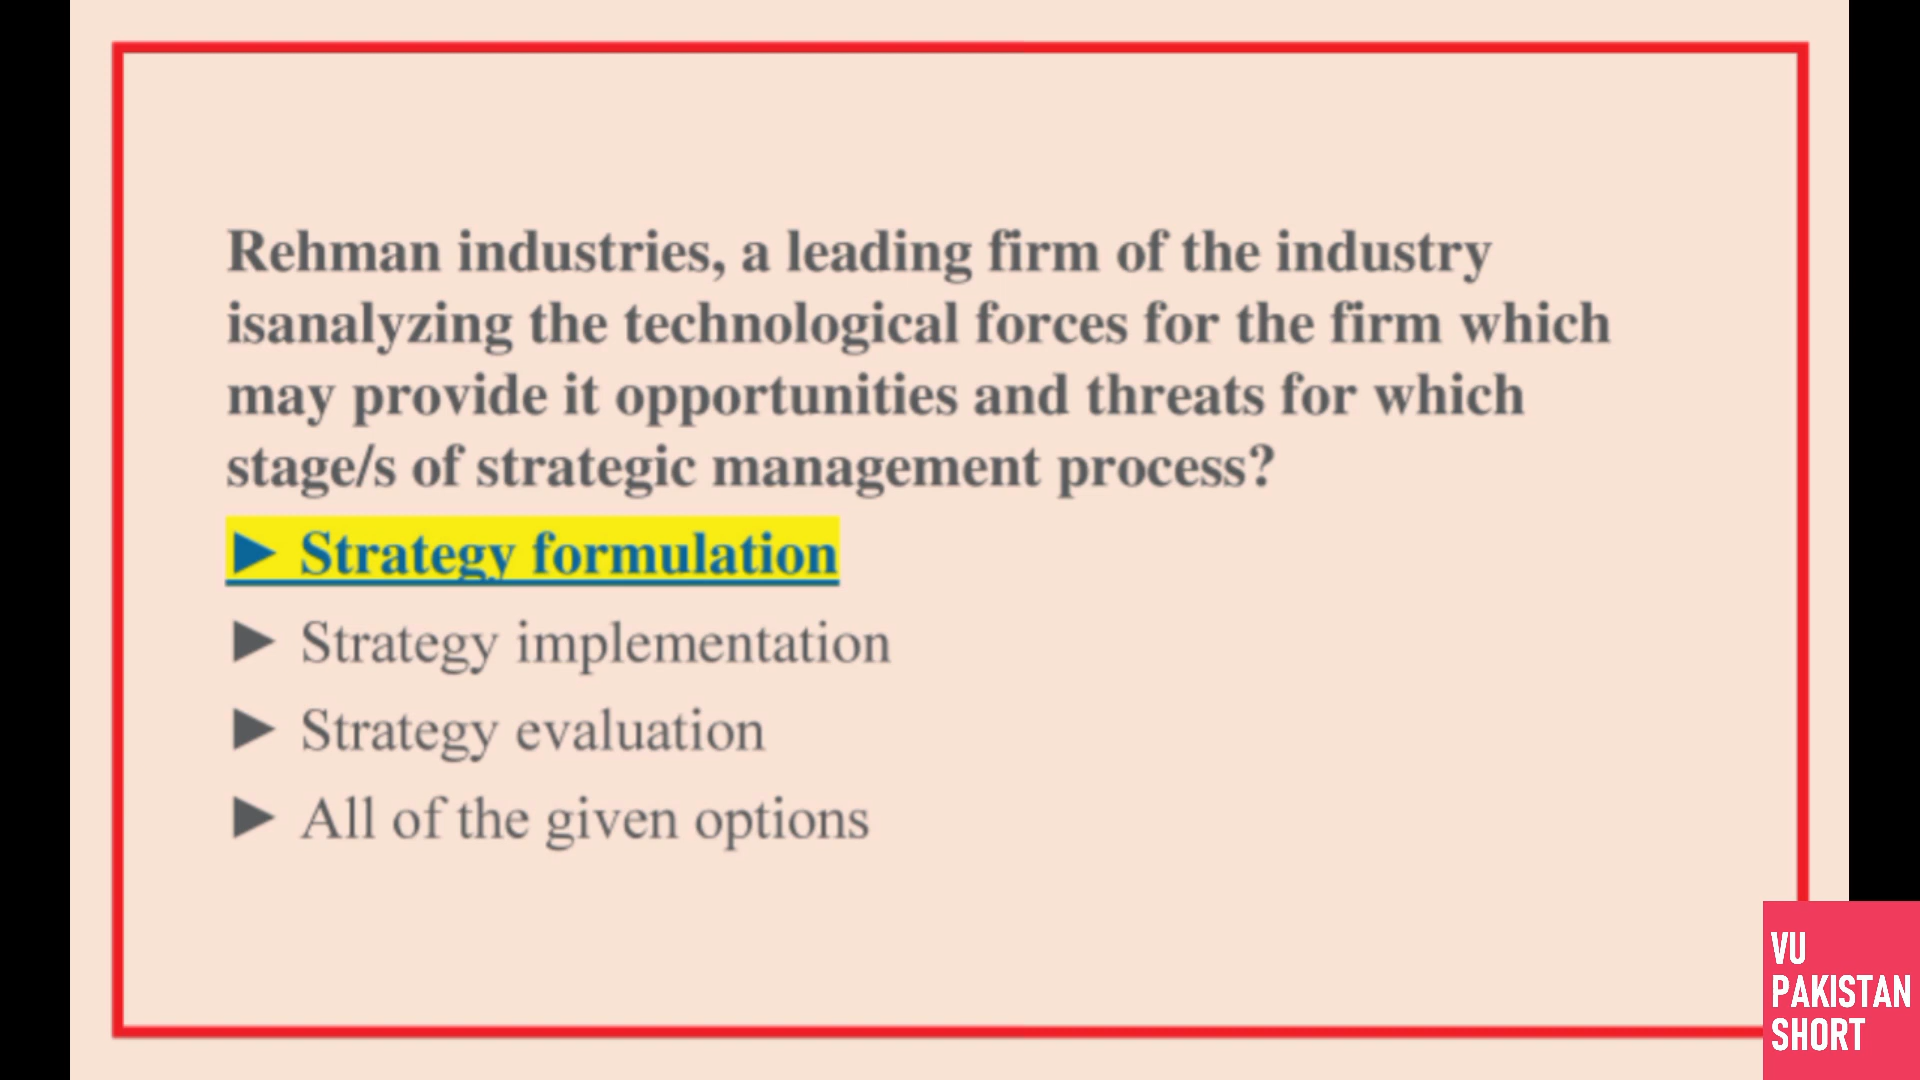 Rehman industries, a leading firm of the industry
isanalyzing the technological forces for the firm which
may provide it opportunities and threats for which
stage/s of strategic management process?
► Strategy formulation
► Strategy implementation
► Strategy evaluation
► All of the given options
VU
PAKISTAN
SHORT